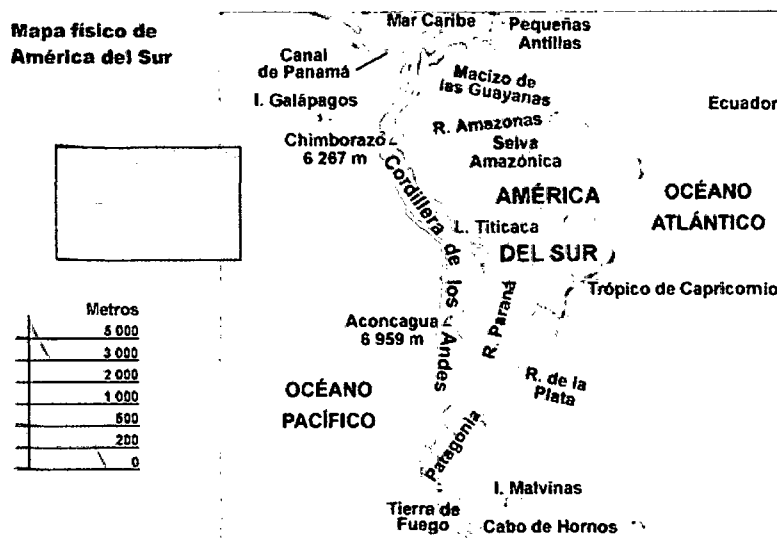 Mapa físico de
América del Sur
Mar Caribe
Pequeñas
Antillas
Canal
de Panamá
Macizo de
las Guayanas
I. Galápagos
Ecuador
R. Amazonas
Chimborazo
6 267 m
Selva
Amazónica
Cordillera de los Andes
AMÉRICA
DEL SUR
OCÉANO
ATLÁNTICO
L. Titicaca
Trópico de Capricornio
Metros
5 000
3 000
2 000
1 000
500
200
0
Aconcagua
6 959 m
R. Paraná
R. de la
Plata
OCÉANO
PACÍFICO
Patagonia
I. Malvinas
Tierra de
Fuego
Cabo de Hornos